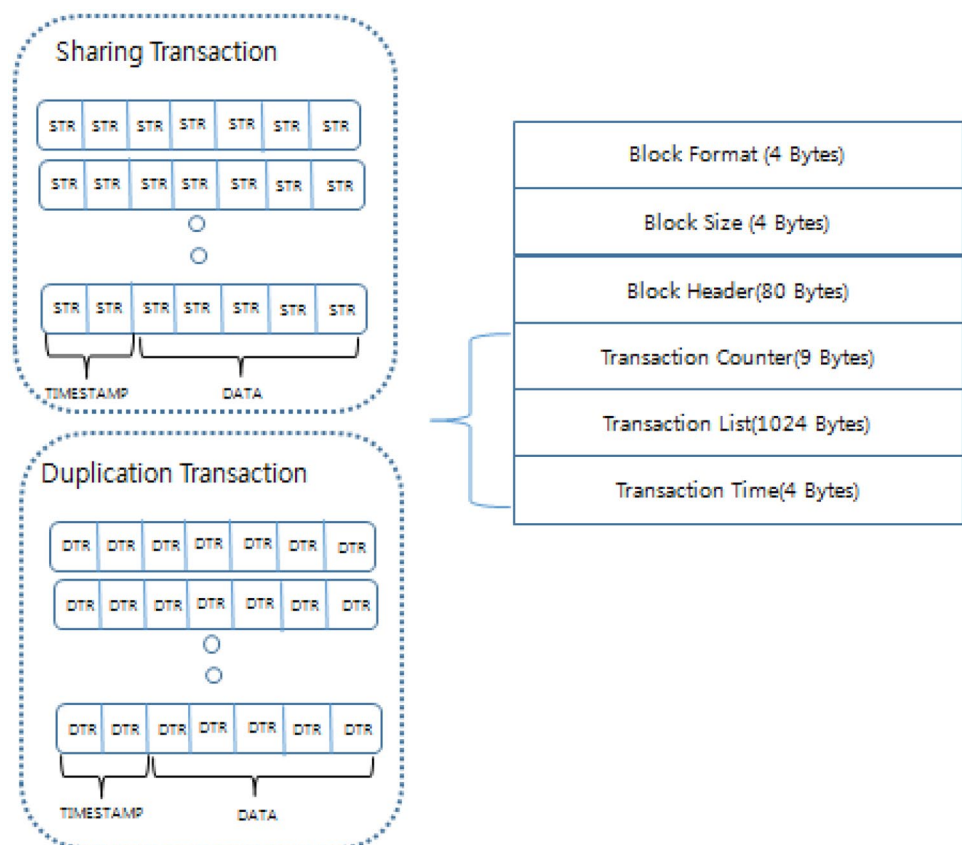 Sharing Transaction
STR STR STR STR STR STR STR
STR STR STR STR STR STR STR
STR STR STR STR STR STR STR
TIMESTAMP DATA
Duplication Transaction
DTR DTR DTR DTR DTR DTR DTR
DTR DTR DTR DTR DTR DTR DTR
DTR DTR DTR DTR DTR DTR DTR
TIMESTAMP DATA
Block Format (4 Bytes)
Block Size (4 Bytes)
Block Header(80 Bytes)
Transaction Counter(9 Bytes)
Transaction List(1024 Bytes)
Transaction Time(4 Bytes)